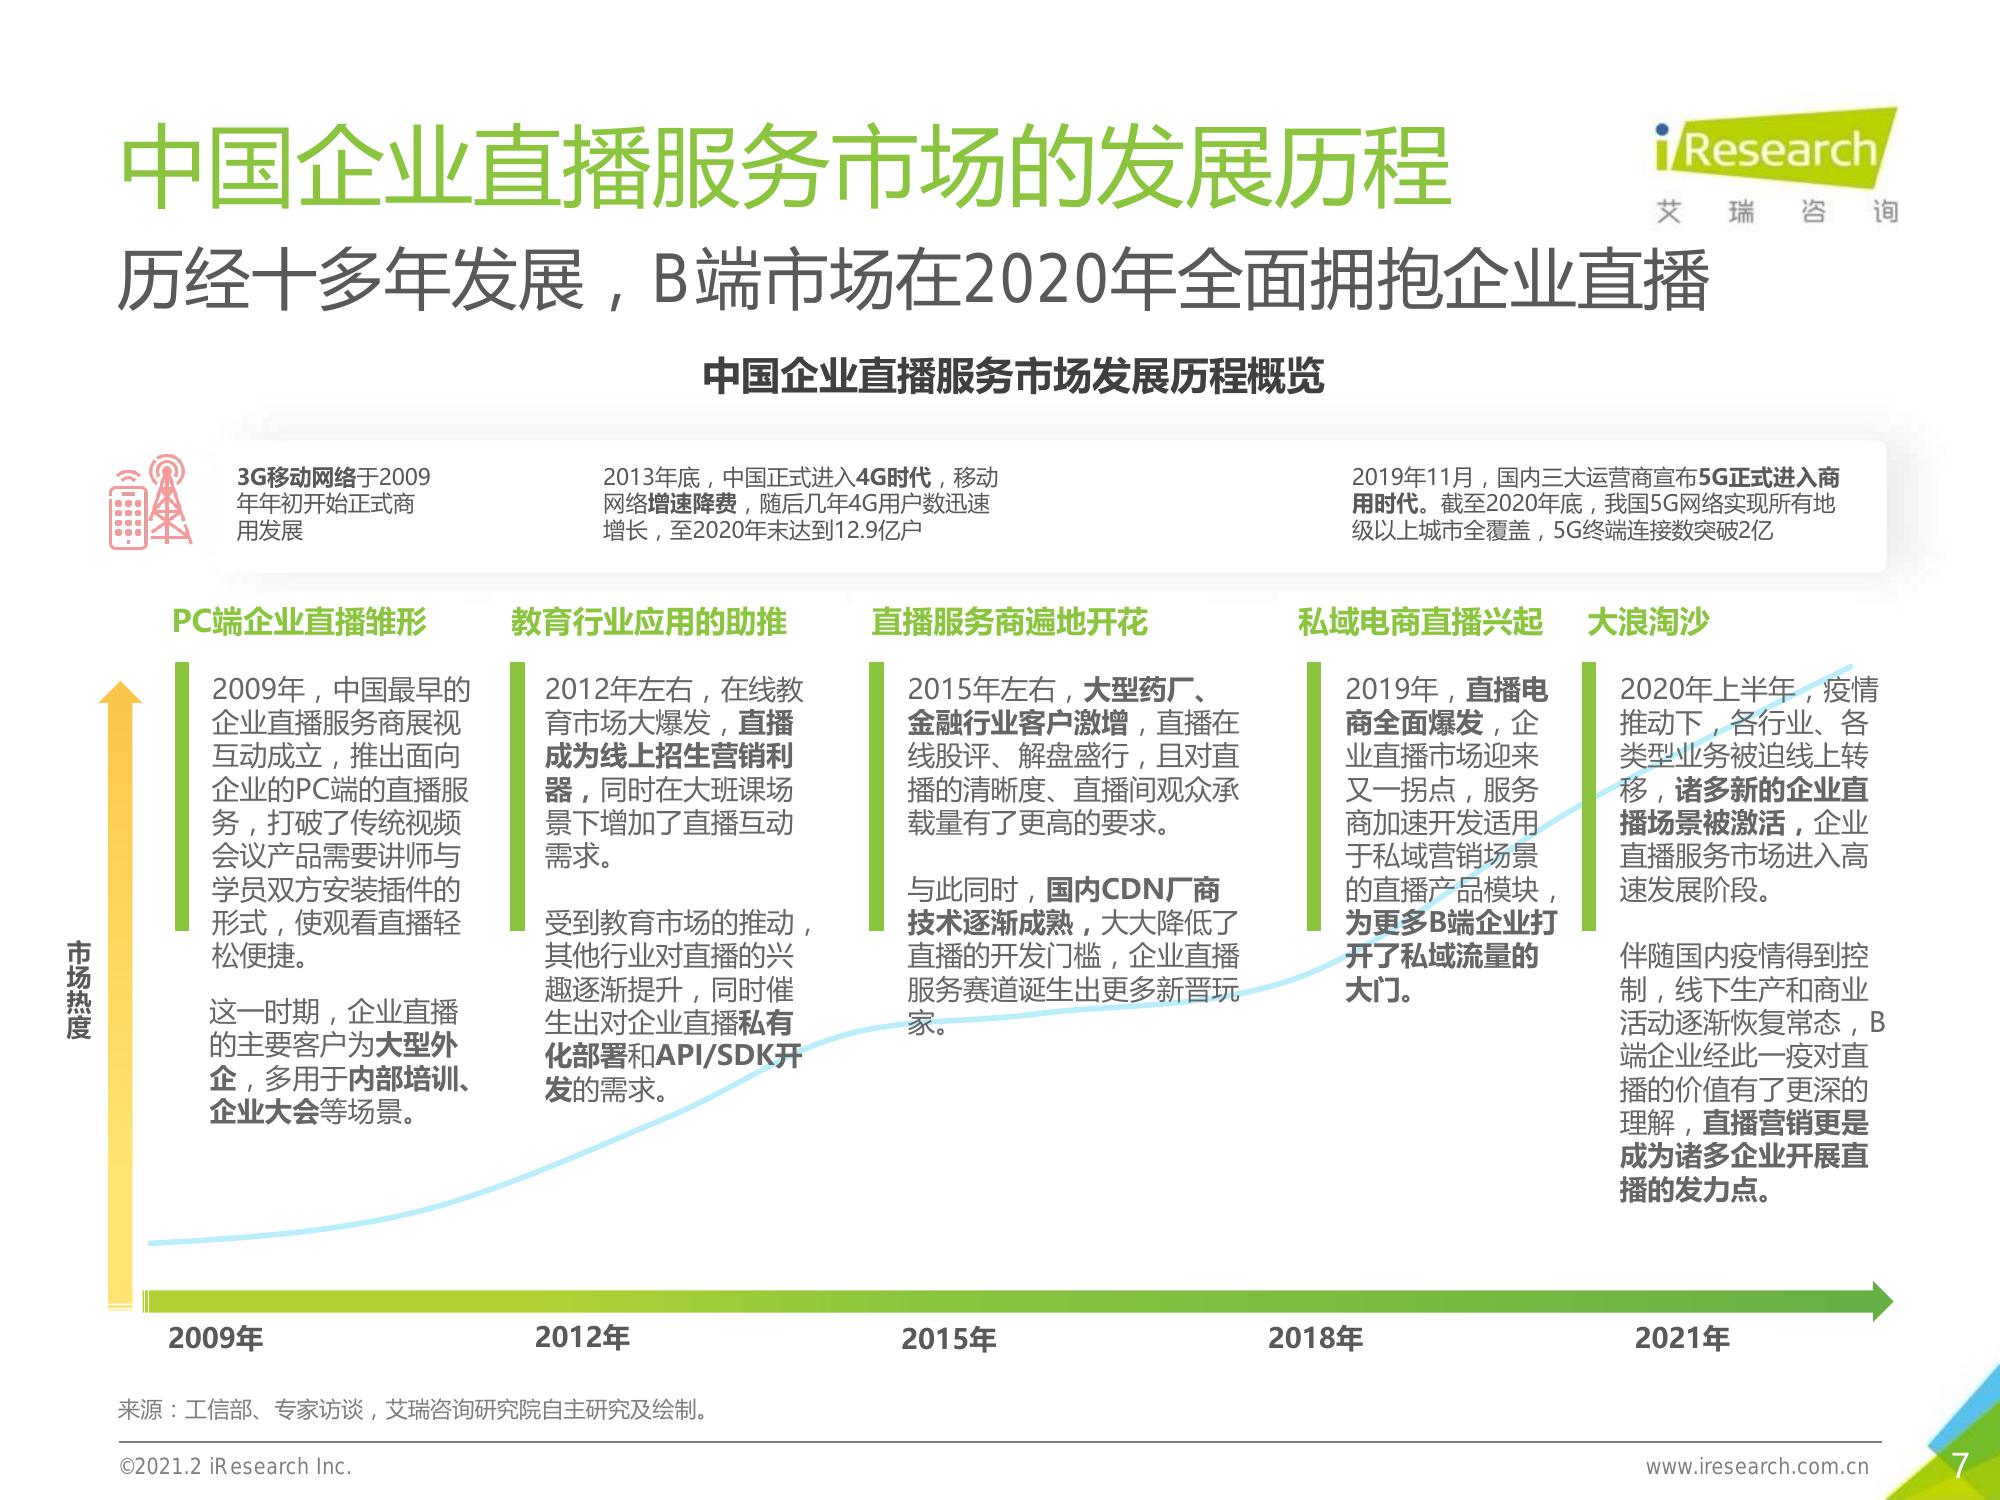 中国企业直播服务市场的发展历程
iResearch
艾瑞咨询
历经十多年发展，B端市场在2020年全面拥抱企业直播
中国企业直播服务市场发展历程概览
3G移动网络于2009
年年初开始正式商
用发展
2013年底，中国正式进入4G时代，移动
网络增速降费，随后几年4G用户数迅速
增长，至2020年末达到12.9亿户
2019年11月，国内三大运营商宣布5G正式进入商
用时代。截至2020年底，我国5G网络实现所有地
级以上城市全覆盖，5G终端连接数突破2亿
PC端企业直播雏形
2009年，中国最早的
企业直播服务商展视
互动成立，推出面向
企业的PC端的直播服
务，打破了传统视频
会议产品需要讲师与
学员双方安装插件的
形式，使观看直播轻
松便捷。
这一时期，企业直播
的主要客户为大型外
企，多用于内部培训、
企业大会等场景。
教育行业应用的助推
2012年左右，在线教
育市场大爆发，直播
成为线上招生营销利
器，同时在大班课场
景下增加了直播互动
需求。
受到教育市场的推动，
其他行业对直播的兴
趣逐渐提升，同时催
生出对企业直播私有
化部署和API/SDK开
发的需求。
直播服务商遍地开花
2015年左右，大型药厂、
金融行业客户激增，直播在
线股评、解盘盛行，且对直
播的清晰度、直播间观众承
载量有了更高的要求。
与此同时，国内CDN厂商
技术逐渐成熟，大大降低了
直播的开发门槛，企业直播
服务赛道诞生出更多新晋玩
家。
私域电商直播兴起
2019年，直播电
商全面爆发，企
业直播市场迎来
又一拐点，服务
商加速开发适用
于私域营销场景
的直播产品模块，
为更多B端企业打
开了私域流量的
大门。
大浪淘沙
2020年上半年，疫情
推动下，各行业、各
类型业务被迫线上转
移，诸多新的企业直
播场景被激活，企业
直播服务市场进入高
速发展阶段。
伴随国内疫情得到控
制，线下生产和商业
活动逐渐恢复常态，B
端企业经此一疫对直
播的价值有了更深的
理解，直播营销更是
成为诸多企业开展直
播的发力点。
市场热度
2009年
2012年
2015年
2018年
2021年
来源：工信部、专家访谈，艾瑞咨询研究院自主研究及绘制。
©2021.2 iResearch Inc.
www.iresearch.com.cn
7